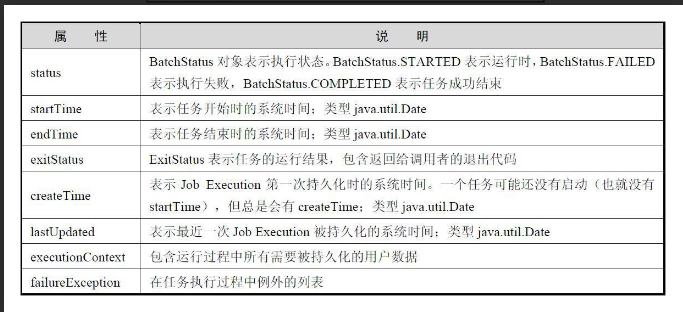 属 性 说 明
status BatchStatus 对象表示执行状态。BatchStatus.STARTED 表示运行时，BatchStatus.FAILED
表示执行失败，BatchStatus.COMPLETED 表示任务成功结束
startTime 表示任务开始时的系统时间；类型 java.util.Date
endTime 表示任务结束时的系统时间；类型 java.util.Date
exitStatus ExitStatus 表示任务的运行结果，包含返回给调用者的退出代码
createTime 表示 Job Execution 第一次持久化时的系统时间。一个任务可能还没有启动（也就没有
startTime），但总是会有 createTime；类型 java.util.Date
lastUpdated 表示最近一次 Job Execution 被持久化的系统时间；类型 java.util.Date
executionContext 包含运行过程中所有需要被持久化的用户数据
failureException 在任务执行过程中例外的列表